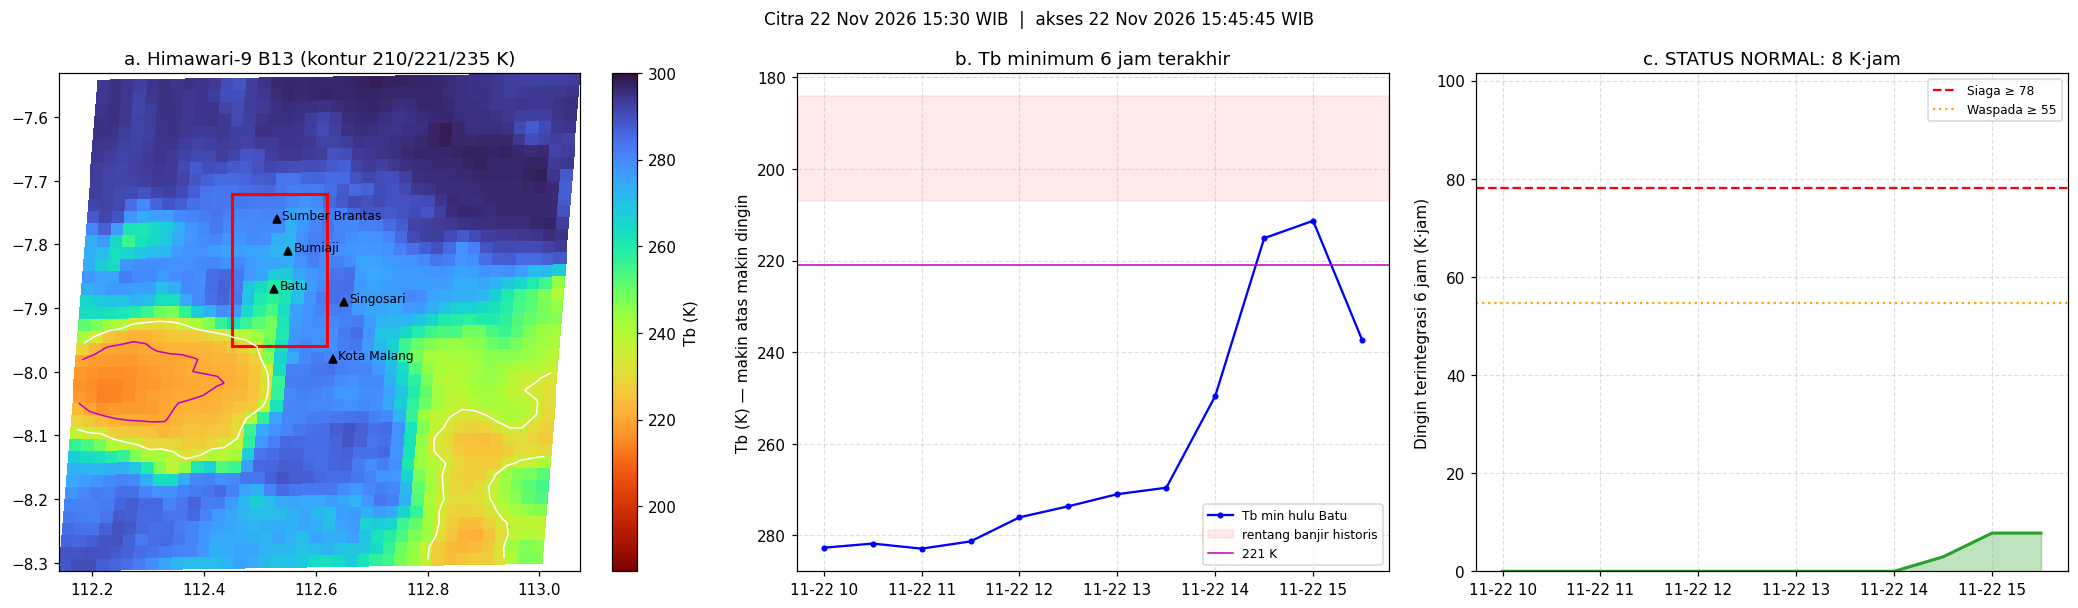 Citra 22 Nov 2026 15:30 WIB | akses 22 Nov 2026 15:45:45 WIB
a. Himawari-9 B13 (kontur 210/221/235 K)
−7.6
−7.7
−7.8
−7.9
−8.0
−8.1
−8.2
−8.3
112.2
112.4
112.6
112.8
113.0
Sumber Brantas
Bumiaji
Batu
Singosari
Kota Malang
300
280
260
240
220
200
Tb (K)
b. Tb minimum 6 jam terakhir
Tb (K) — makin atas makin dingin
180
200
220
240
260
280
11-22 10
11-22 11
11-22 12
11-22 13
11-22 14
11-22 15
Tb min hulu Batu
rentang banjir historis
221 K
c. STATUS NORMAL: 8 K·jam
Dingin terintegrasi 6 jam (K·jam)
100
80
60
40
20
0
11-22 10
11-22 11
11-22 12
11-22 13
11-22 14
11-22 15
Siaga ≥ 78
Waspada ≥ 55